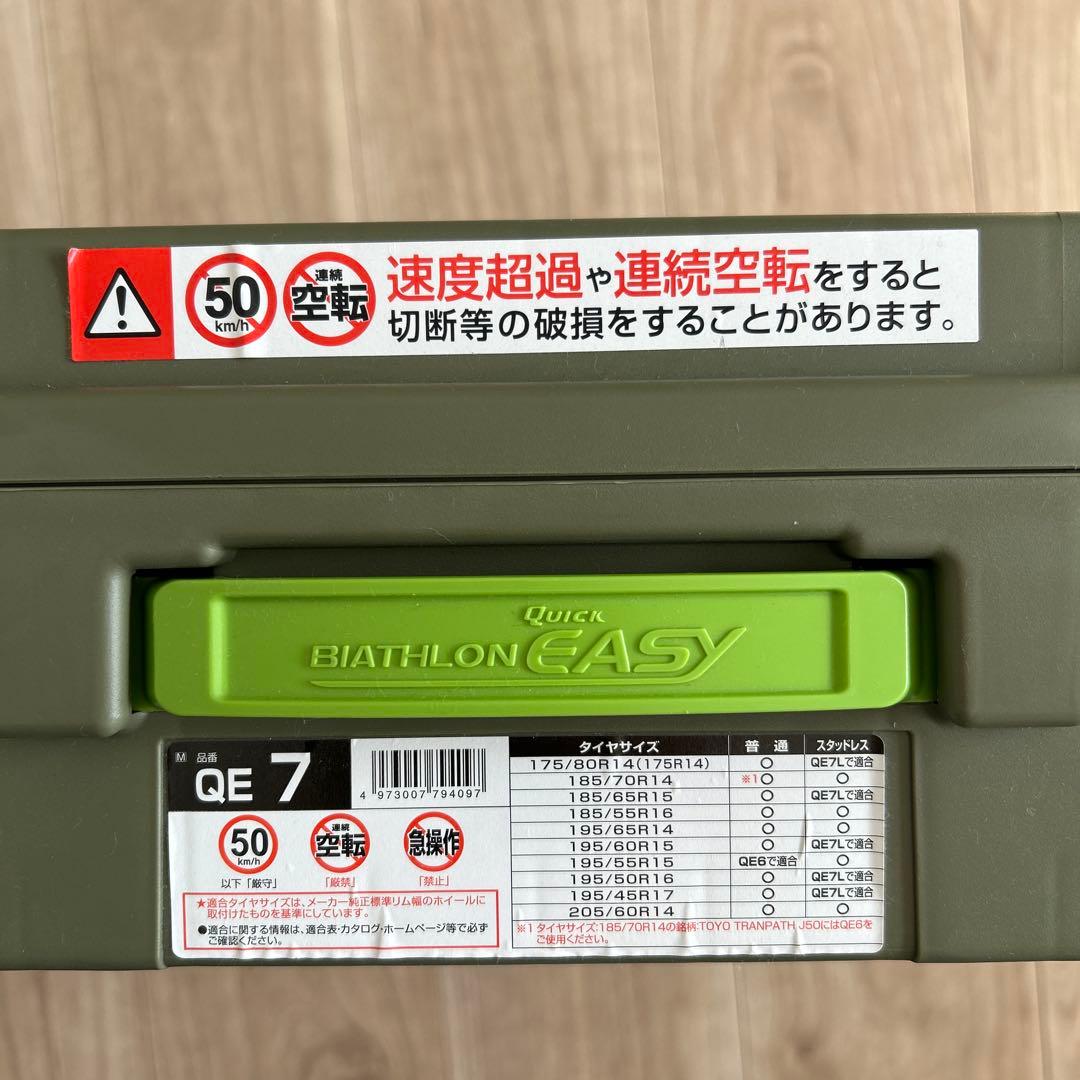 50
km/h
連続
空転
速度超過や連続空転をすると
切断等の破損をすることがあります。
QUICK
BIATHLON EASY
M 品番
QE 7
4 973007 794097
50
km/h
以下「厳守」
連続
空転
「厳禁」
急操作
「禁止」
★適合タイヤサイズは、メーカー純正標準リム幅のホイールに
取付けたものを基準にしています。
●適合に関する情報は、適合表・カタログ・ホームページ等で必ず
ご確認ください。
タイヤサイズ 普通 スタッドレス
175/80R14(175R14) ○ QE7Lで適合
185/70R14 ※1○ ○
185/65R15 ○ QE7Lで適合
185/55R16 ○ ○
195/65R14 ○ ○
195/60R15 ○ QE7Lで適合
195/55R15 QE6で適合 ○
195/50R16 ○ QE7Lで適合
195/45R17 ○ QE7Lで適合
205/60R14 ○ ○
※1 タイヤサイズ:185/70R14の銘柄:TOYO TRANPATH J50にはQE6を
ご使用ください。